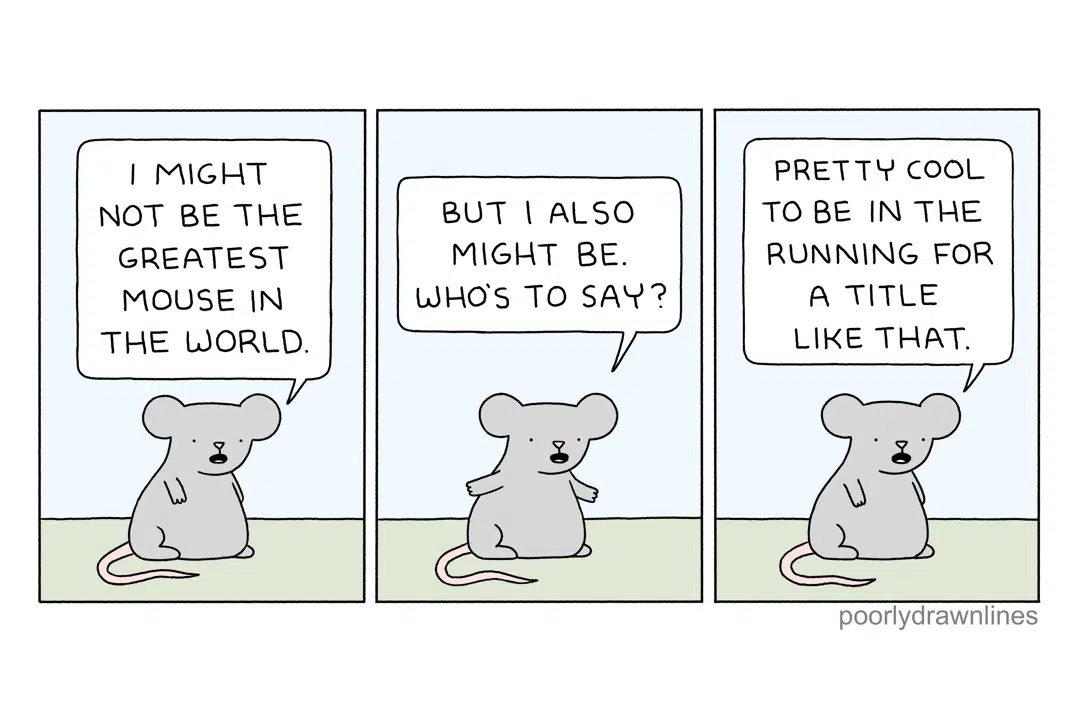 I MIGHT
NOT BE THE
GREATEST
MOUSE IN
THE WORLD.
BUT I ALSO
MIGHT BE.
WHO'S TO SAY?
PRETTY COOL
TO BE IN THE
RUNNING FOR
A TITLE
LIKE THAT.
poorlydrawnlines